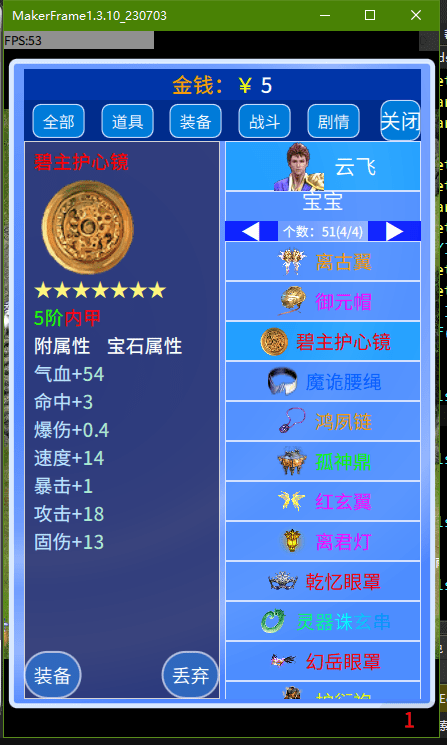 MakerFrame1.3.10_230703
FPS:53
金钱：￥ 5
全部 道具 装备 战斗 剧情 关闭
碧主护心镜
★★★★★★★
5阶内甲
附属性 宝石属性
气血+54
命中+3
爆伤+0.4
速度+14
暴击+1
攻击+18
固伤+13
装备 丢弃
云飞
宝宝
◀ 个数：51(4/4) ▶
离古翼
御元帽
碧主护心镜
魔诡腰绳
鸿夙链
孤神鼎
红玄翼
离君灯
乾忆眼罩
灵器诛玄串
幻岳眼罩
1